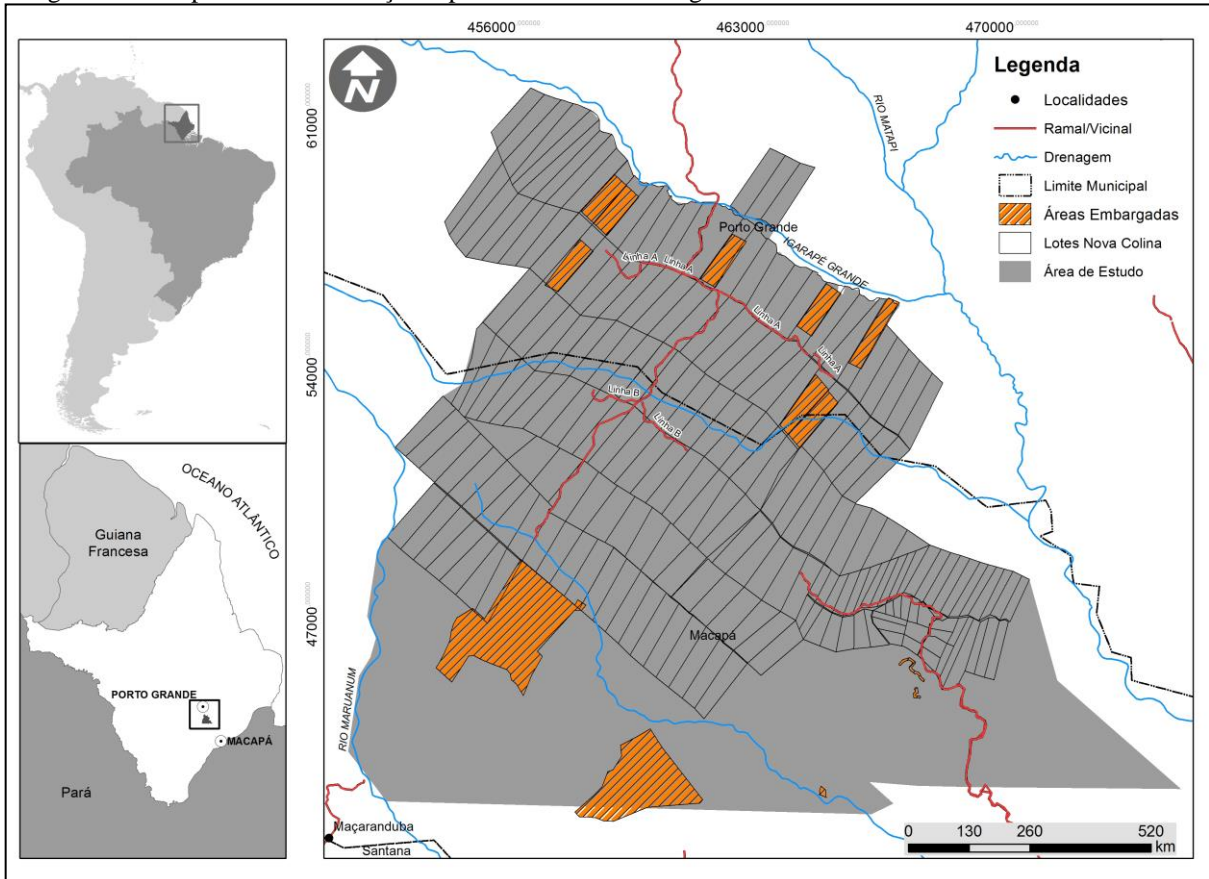 456000
463000
470000
61000
54000
47000
N
Legenda
Localidades
Ramal/Vicinal
Drenagem
Limite Municipal
Áreas Embargadas
Lotes Nova Colina
Área de Estudo
RIO MATAPI
Porto Grande
IGARAPÉ GRANDE
Linha A
Linha A
Linha A
Linha A
Linha B
Linha B
Macapá
RIO MARUANUM
Maçaranduba
Santana
0 130 260 520
km
OCEANO ATLÂNTICO
Guiana
Francesa
PORTO GRANDE
MACAPÁ
Pará